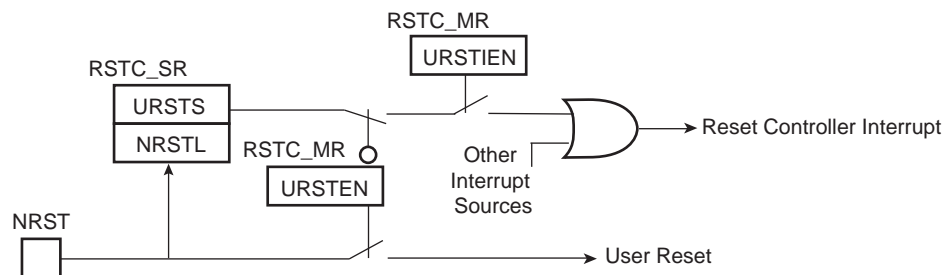 RSTC_MR
URSTIEN
RSTC_SR
URSTS
NRSTL
RSTC_MR
URSTEN
Other
Interrupt
Sources
Reset Controller Interrupt
NRST
User Reset